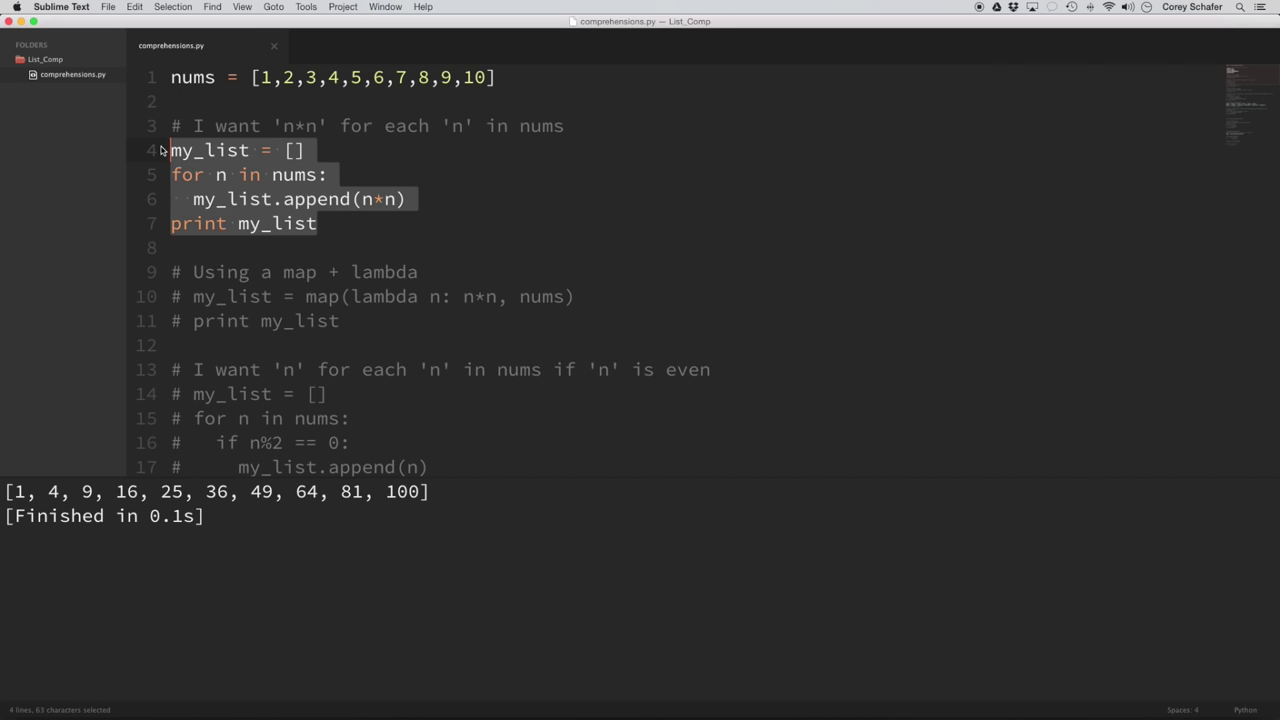 Sublime Text File Edit Selection Find View Goto Tools Project Window Help Corey Schafer
comprehensions.py — List_Comp
FOLDERS
List_Comp
comprehensions.py
comprehensions.py
1 nums = [1,2,3,4,5,6,7,8,9,10]
2
3 # I want 'n*n' for each 'n' in nums
4 my_list = []
5 for n in nums:
6 my_list.append(n*n)
7 print my_list
8
9 # Using a map + lambda
10 # my_list = map(lambda n: n*n, nums)
11 # print my_list
12
13 # I want 'n' for each 'n' in nums if 'n' is even
14 # my_list = []
15 # for n in nums:
16 #   if n%2 == 0:
17 #     my_list.append(n)
[1, 4, 9, 16, 25, 36, 49, 64, 81, 100]
[Finished in 0.1s]
4 lines, 63 characters selected Spaces: 4 Python